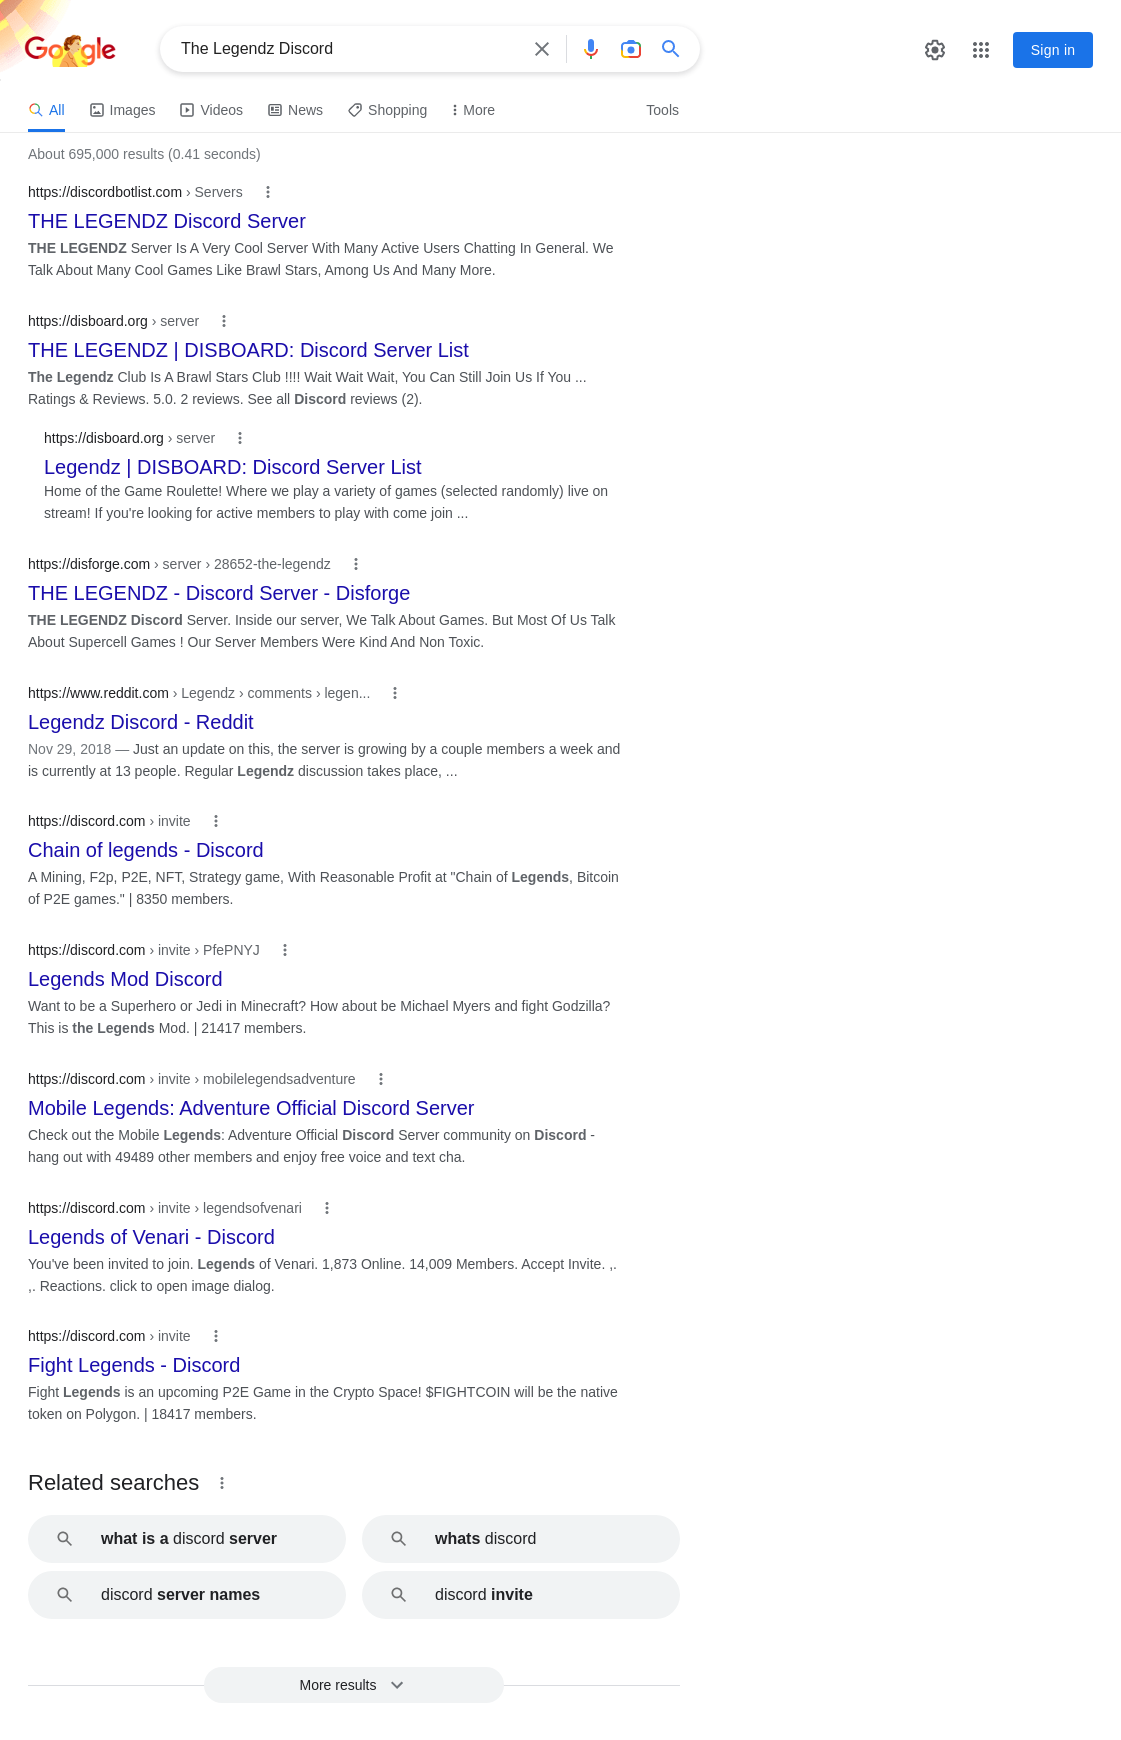 Google
The Legendz Discord
Sign in
All
Images
Videos
News
Shopping
More
Tools
About 695,000 results (0.41 seconds)
https://discordbotlist.com › Servers
THE LEGENDZ Discord Server
THE LEGENDZ Server Is A Very Cool Server With Many Active Users Chatting In General. We
Talk About Many Cool Games Like Brawl Stars, Among Us And Many More.
https://disboard.org › server
THE LEGENDZ | DISBOARD: Discord Server List
The Legendz Club Is A Brawl Stars Club !!!! Wait Wait Wait, You Can Still Join Us If You ...
Ratings & Reviews. 5.0. 2 reviews. See all Discord reviews (2).
https://disboard.org › server
Legendz | DISBOARD: Discord Server List
Home of the Game Roulette! Where we play a variety of games (selected randomly) live on
stream! If you're looking for active members to play with come join ...
https://disforge.com › server › 28652-the-legendz
THE LEGENDZ - Discord Server - Disforge
THE LEGENDZ Discord Server. Inside our server, We Talk About Games. But Most Of Us Talk
About Supercell Games ! Our Server Members Were Kind And Non Toxic.
https://www.reddit.com › Legendz › comments › legen...
Legendz Discord - Reddit
Nov 29, 2018 — Just an update on this, the server is growing by a couple members a week and
is currently at 13 people. Regular Legendz discussion takes place, ...
https://discord.com › invite
Chain of legends - Discord
A Mining, F2p, P2E, NFT, Strategy game, With Reasonable Profit at "Chain of Legends, Bitcoin
of P2E games." | 8350 members.
https://discord.com › invite › PfePNYJ
Legends Mod Discord
Want to be a Superhero or Jedi in Minecraft? How about be Michael Myers and fight Godzilla?
This is the Legends Mod. | 21417 members.
https://discord.com › invite › mobilelegendsadventure
Mobile Legends: Adventure Official Discord Server
Check out the Mobile Legends: Adventure Official Discord Server community on Discord -
hang out with 49489 other members and enjoy free voice and text cha.
https://discord.com › invite › legendsofvenari
Legends of Venari - Discord
You've been invited to join. Legends of Venari. 1,873 Online. 14,009 Members. Accept Invite. ,.
,. Reactions. click to open image dialog.
https://discord.com › invite
Fight Legends - Discord
Fight Legends is an upcoming P2E Game in the Crypto Space! $FIGHTCOIN will be the native
token on Polygon. | 18417 members.
Related searches
what is a discord server
whats discord
discord server names
discord invite
More results